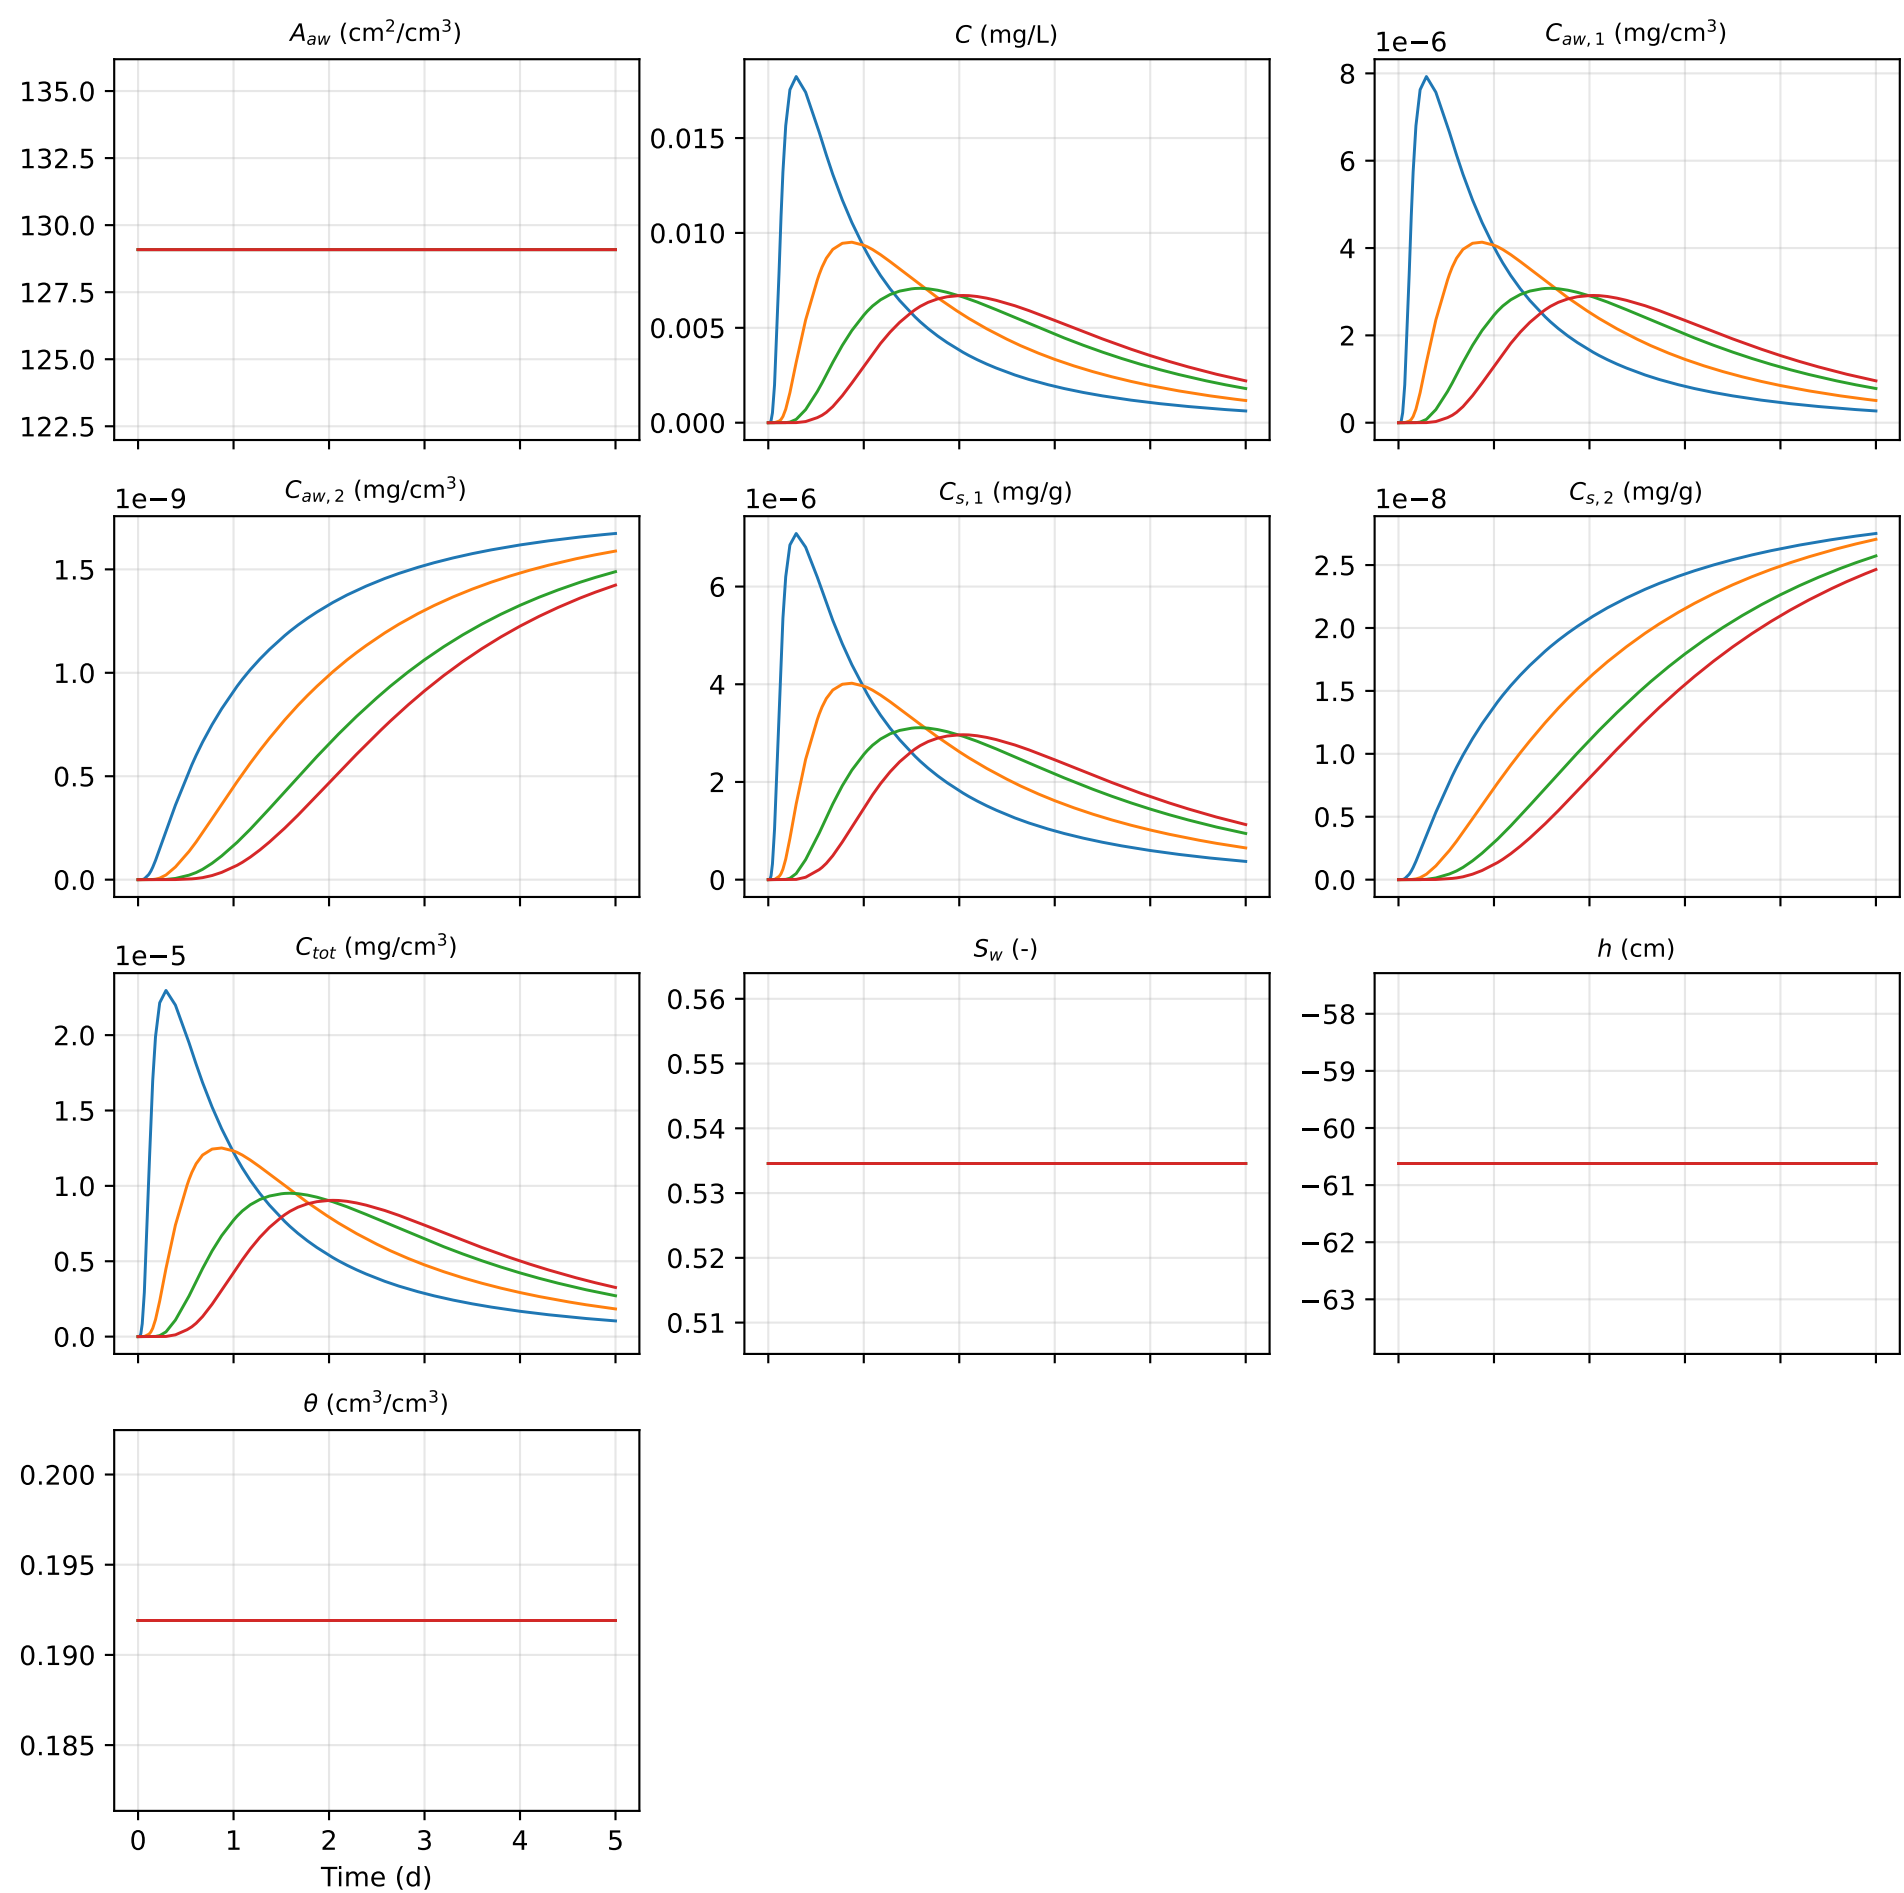 A_aw (cm²/cm³)
135.0
132.5
130.0
127.5
125.0
122.5
C (mg/L)
0.015
0.010
0.005
0.000
C_aw,1 (mg/cm³)
1e−6
8
6
4
2
0
C_aw,2 (mg/cm³)
1e−9
1.5
1.0
0.5
0.0
C_s,1 (mg/g)
1e−6
6
4
2
0
C_s,2 (mg/g)
1e−8
2.5
2.0
1.5
1.0
0.5
0.0
C_tot (mg/cm³)
1e−5
2.0
1.5
1.0
0.5
0.0
S_w (-)
0.56
0.55
0.54
0.53
0.52
0.51
h (cm)
−58
−59
−60
−61
−62
−63
θ (cm³/cm³)
0.200
0.195
0.190
0.185
0 1 2 3 4 5
Time (d)